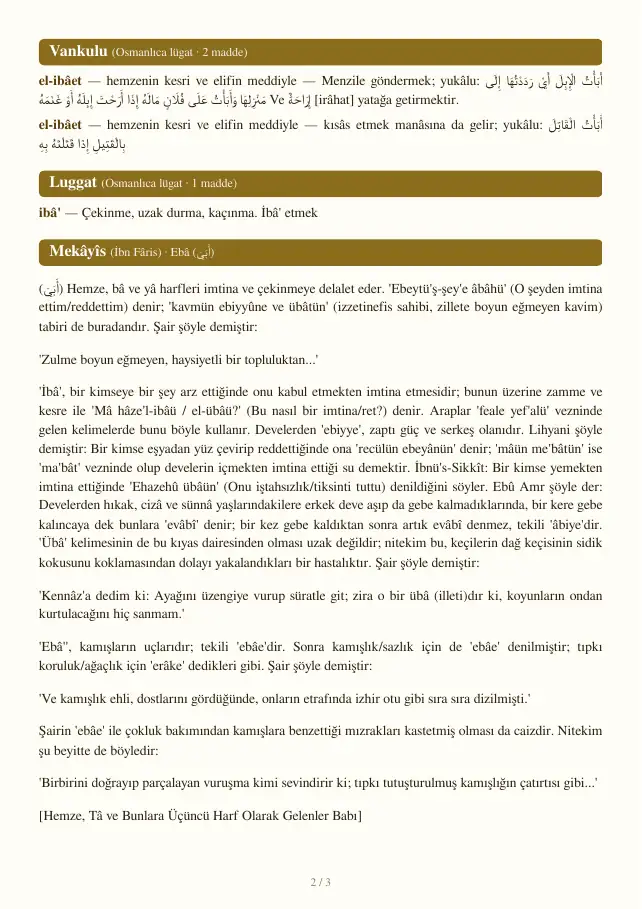 Vankulu (Osmanlıca lügat · 2 madde)
el-ibâet — hemzenin kesri ve elifin meddiyle — Menzile göndermek; yukâlu: أَبَأْتُ الْإِبِلَ أَيْ رَدَدْتُهَا إِلَى
مَنْزِلِهَا وَأَبَأْتُ عَلَى فُلَانٍ مَالَهُ إِذَا أَرَحْتَ إِبِلَهُ أَوْ غَنَمَهُ Ve إِرَاحَةٌ [irâhat] yatağa getirmektir.
el-ibâet — hemzenin kesri ve elifin meddiyle — kısâs etmek manâsına da gelir; yukâlu: أَبَأْتُ الْقَاتِلَ
بِالْقَتِيلِ إِذَا قَتَلْتَهُ بِهِ
Luggat (Osmanlıca lügat · 1 madde)
ibâ' — Çekinme, uzak durma, kaçınma. İbâ' etmek
Mekâyîs (İbn Fâris) · Ebâ (أَبَيَ)
(أَبَيَ) Hemze, bâ ve yâ harfleri imtina ve çekinmeye delalet eder. 'Ebeytü'ş-şey'e âbâhü' (O şeyden imtina
ettim/reddettim) denir; 'kavmün ebiyyûne ve übâtün' (izzetinefis sahibi, zillete boyun eğmeyen kavim)
tabiri de buradandır. Şair şöyle demiştir:
'Zulme boyun eğmeyen, haysiyetli bir topluluktan...'
'İbâ', bir kimseye bir şey arz ettiğinde onu kabul etmekten imtina etmesidir; bunun üzerine zamme ve
kesre ile 'Mâ hâze'l-ibâü / el-übâü?' (Bu nasıl bir imtina/ret?) denir. Araplar 'feale yef'alü' vezninde
gelen kelimelerde bunu böyle kullanır. Develerden 'ebiyye', zaptı güç ve serkeş olanıdır. Lihyani şöyle
demiştir: Bir kimse eşyadan yüz çevirip reddettiğinde ona 'recülün ebeyânün' denir; 'mâün me'bâtün' ise
'ma'bât' vezninde olup develerin içmekten imtina ettiği su demektir. İbnü's-Sikkît: Bir kimse yemekten
imtina ettiğinde 'Ehazehû übâün' (Onu iştahsızlık/tiksinti tuttu) denildiğini söyler. Ebû Amr şöyle der:
Develerden hıkak, cizâ ve sünnâ yaşlarındakilere erkek deve aşıp da gebe kalmadıklarında, bir kere gebe
kalıncaya dek bunlara 'evâbî' denir; bir kez gebe kaldıktan sonra artık evâbî denmez, tekili 'âbiye'dir.
'Übâ' kelimesinin de bu kıyas dairesinden olması uzak değildir; nitekim bu, keçilerin dağ keçisinin sidik
kokusunu koklamasından dolayı yakalandıkları bir hastalıktır. Şair şöyle demiştir:
'Kennâz'a dedim ki: Ayağını üzengiye vurup süratle git; zira o bir übâ (illeti)dır ki, koyunların ondan
kurtulacağını hiç sanmam.'
'Ebâ'', kamışların uçlarıdır; tekili 'ebâe'dir. Sonra kamışlık/sazlık için de 'ebâe' denilmiştir; tıpkı
koruluk/ağaçlık için 'erâke' dedikleri gibi. Şair şöyle demiştir:
'Ve kamışlık ehli, dostlarını gördüğünde, onların etrafında izhir otu gibi sıra sıra dizilmişti.'
Şairin 'ebâe' ile çokluk bakımından kamışlara benzettiği mızrakları kastetmiş olması da caizdir. Nitekim
şu beyitte de böyledir:
'Birbirini doğrayıp parçalayan vuruşma kimi sevindirir ki; tıpkı tutuşturulmuş kamışlığın çatırtısı gibi...'
[Hemze, Tâ ve Bunlara Üçüncü Harf Olarak Gelenler Babı]
2 / 3